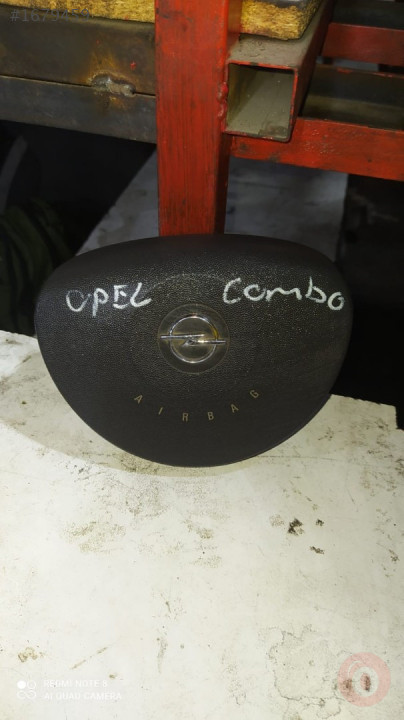 OPEL Combo
AIRBAG
REDMI NOTE 8
AI QUAD CAMERA